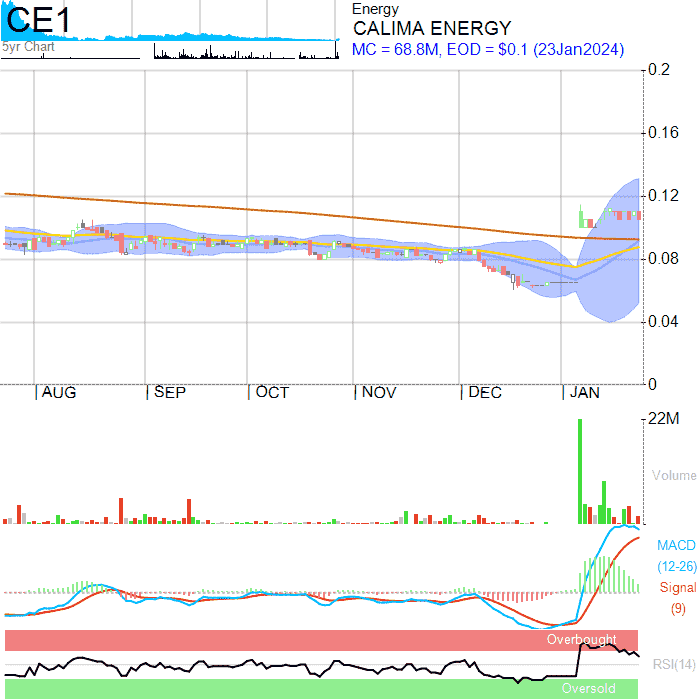 CE1
5yr Chart
Energy
CALIMA ENERGY
MC = 68.8M, EOD = $0.1 (23Jan2024)
0.2
0.16
0.12
0.08
0.04
0
AUG SEP OCT NOV DEC JAN
22M
Volume
MACD
(12-26)
Signal
(9)
Overbought
RSI(14)
Oversold